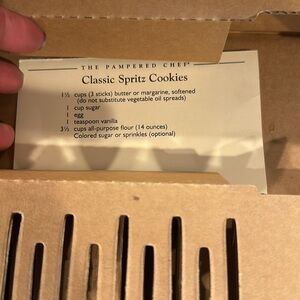 THE PAMPERED CHEF®
Classic Spritz Cookies
1½ cups (3 sticks) butter or margarine, softened
(do not substitute vegetable oil spreads)
1 cup sugar
1 egg
1 teaspoon vanilla
3½ cups all-purpose flour (14 ounces)
Colored sugar or sprinkles (optional)